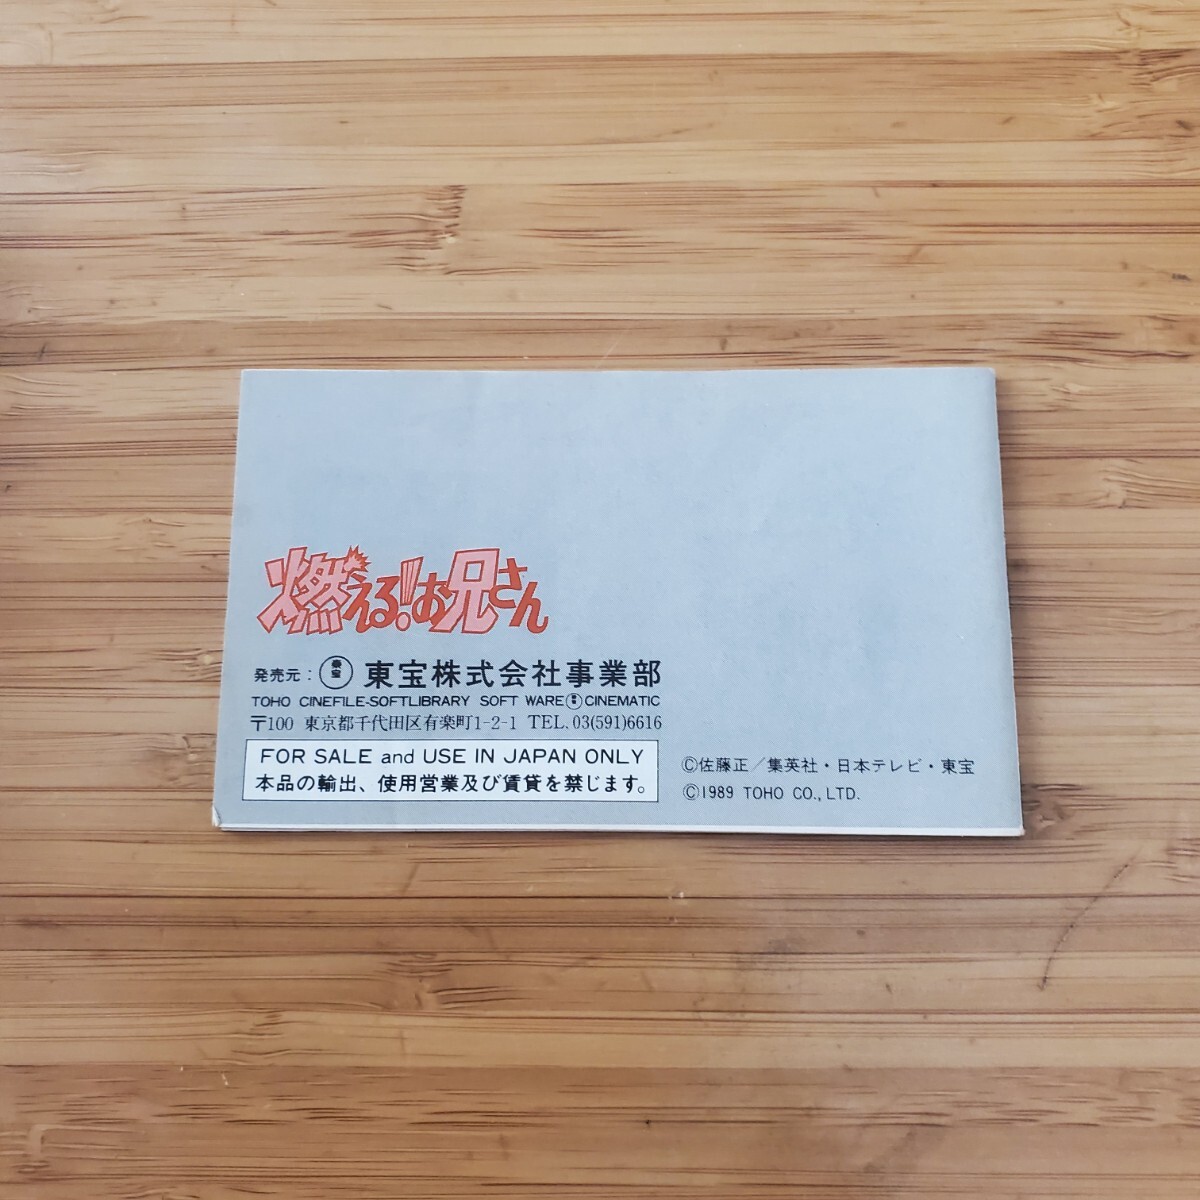 燃える!お兄さん
発売元：東宝 東宝株式会社事業部
TOHO CINEFILE-SOFTLIBRARY SOFT WARE 東宝 CINEMATIC
〒100 東京都千代田区有楽町1-2-1 TEL.03(591)6616
FOR SALE and USE IN JAPAN ONLY
本品の輸出、使用営業及び賃貸を禁じます。
©佐藤正／集英社・日本テレビ・東宝
©1989 TOHO CO., LTD.